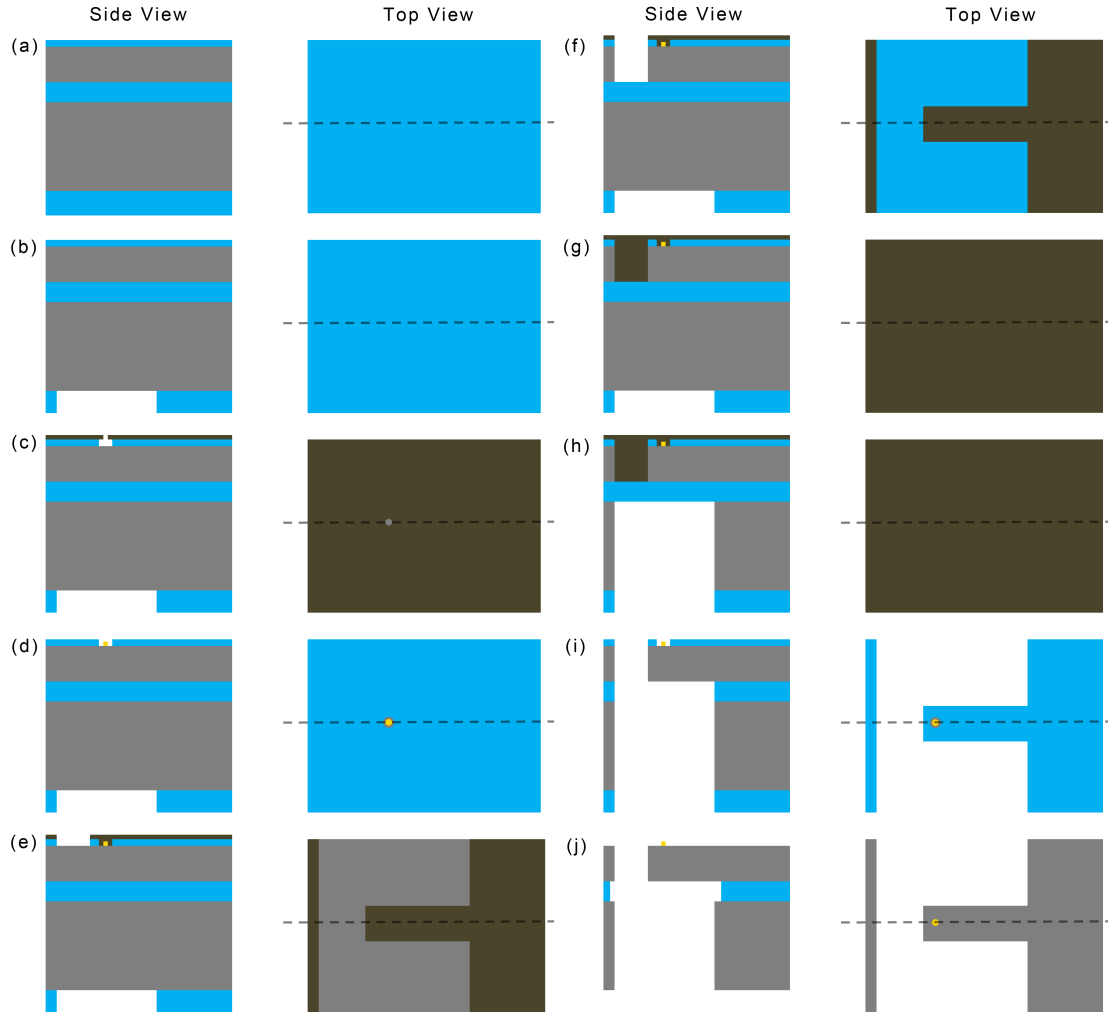 Side View
Top View
Side View
Top View
(a)
(f)
(b)
(g)
(c)
(h)
(d)
(i)
(e)
(j)